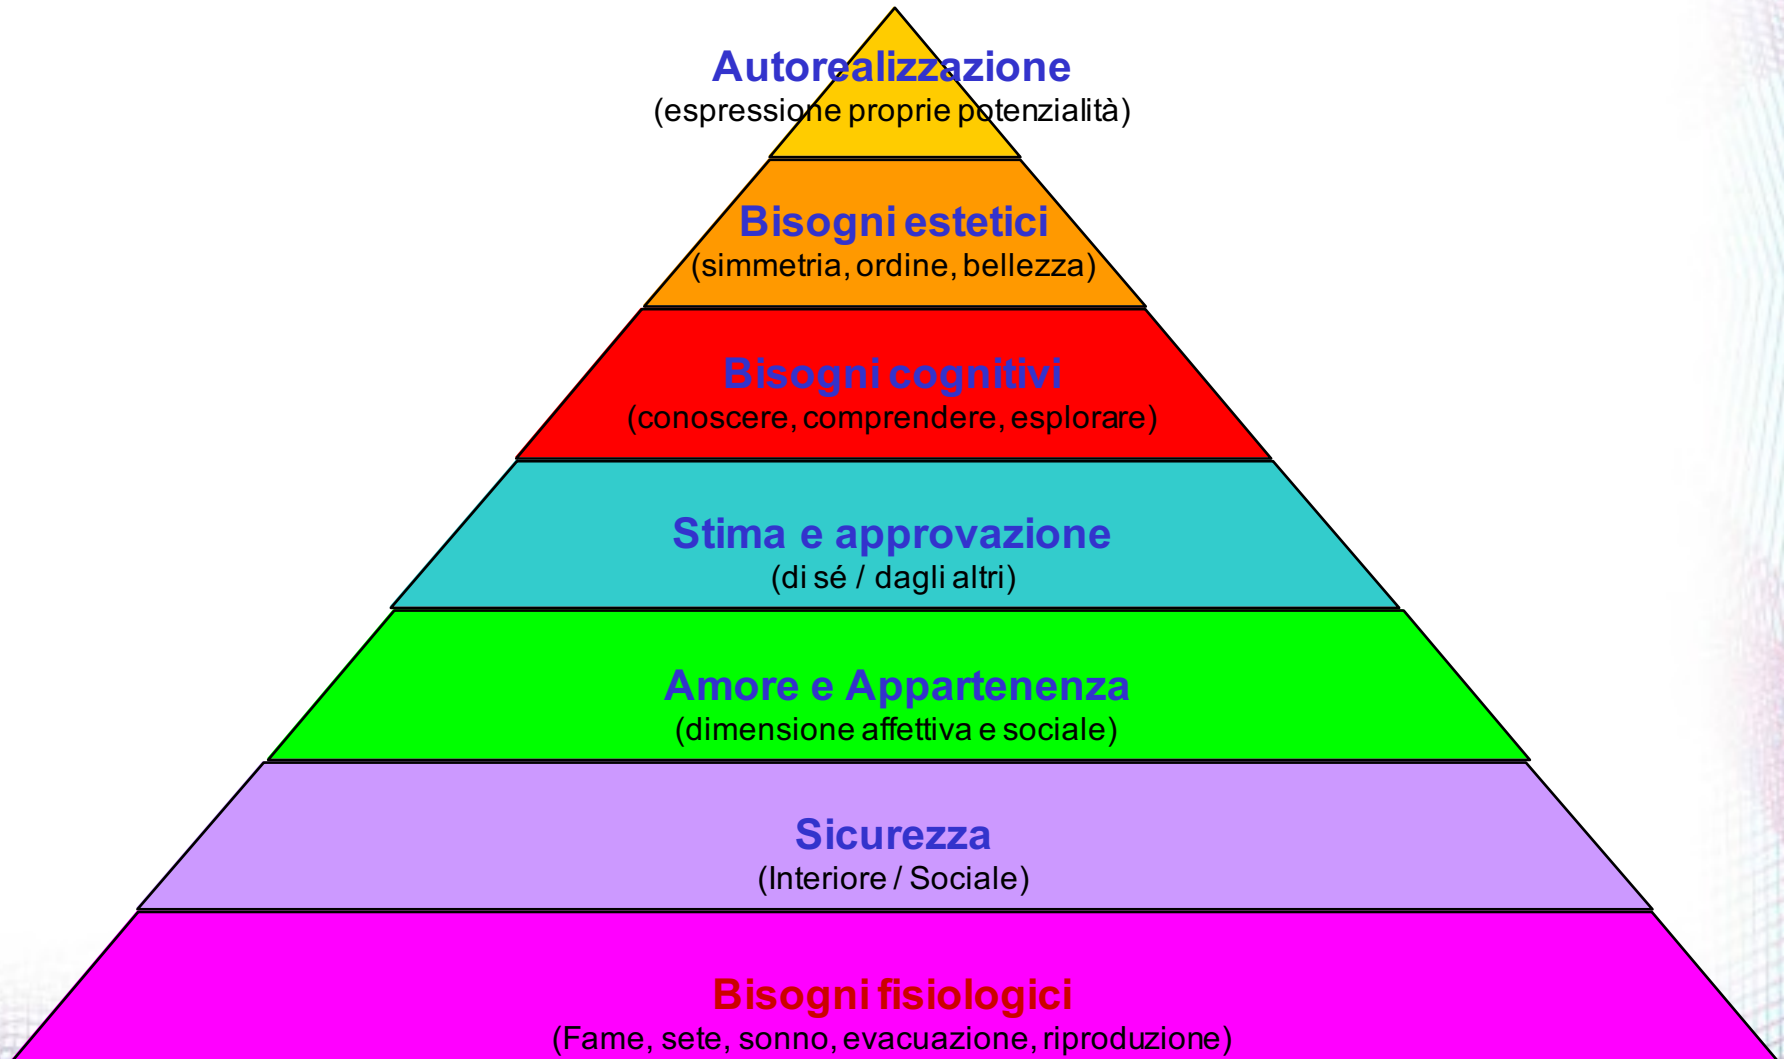 Autorealizzazione
(espressione proprie potenzialità)
Bisogni estetici
(simmetria, ordine, bellezza)
Bisogni cognitivi
(conoscere, comprendere, esplorare)
Stima e approvazione
(di sé / dagli altri)
Amore e Appartenenza
(dimensione affettiva e sociale)
Sicurezza
(Interiore / Sociale)
Bisogni fisiologici
(Fame, sete, sonno, evacuazione, riproduzione)